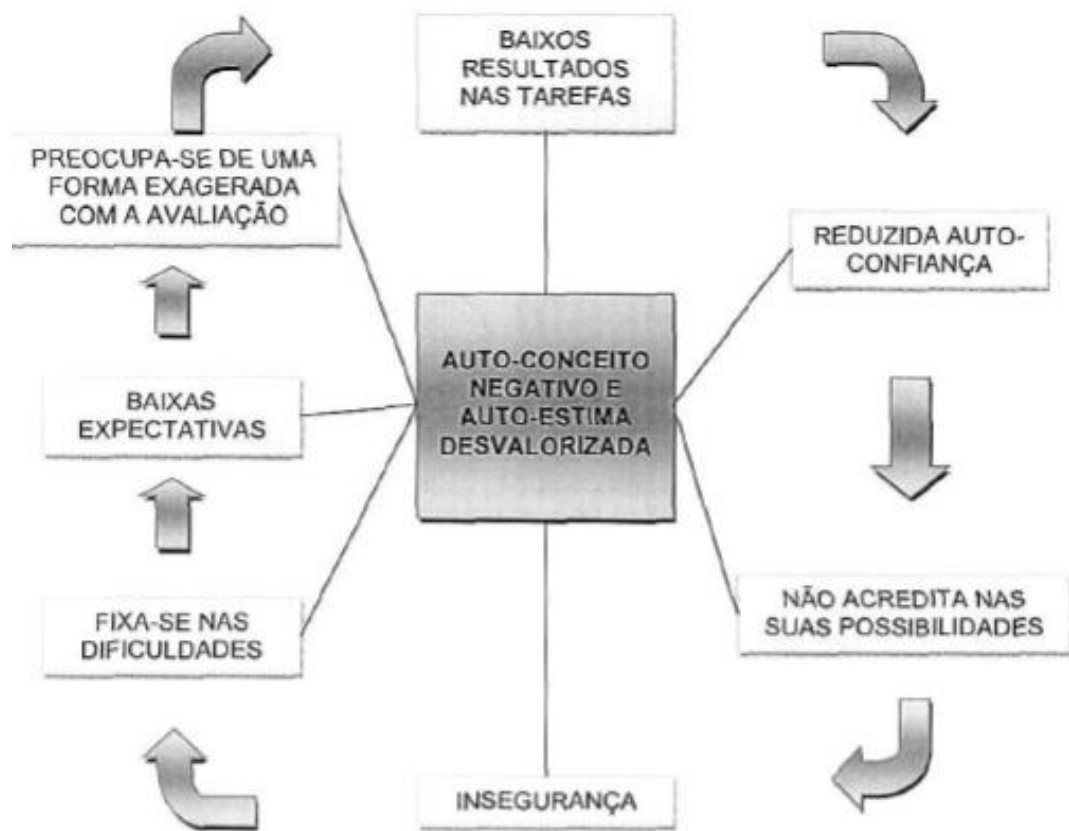 BAIXOS
RESULTADOS
NAS TAREFAS
PREOCUPA-SE DE UMA
FORMA EXAGERADA
COM A AVALIAÇÃO
REDUZIDA AUTO-
CONFIANÇA
AUTO-CONCEITO
NEGATIVO E
AUTO-ESTIMA
DESVALORIZADA
BAIXAS
EXPECTATIVAS
FIXA-SE NAS
DIFICULDADES
NÃO ACREDITA NAS
SUAS POSSIBILIDADES
INSEGURANÇA